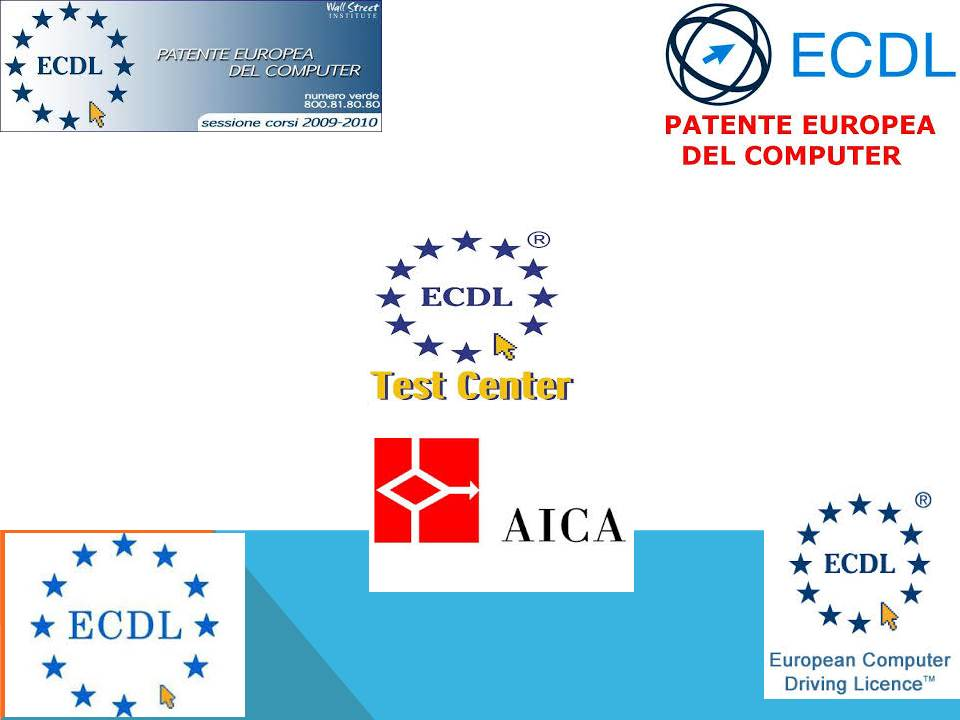 Wall Street
INSTITUTE
ECDL
PATENTE EUROPEA
DEL COMPUTER
numero verde
800.81.80.80
sessione corsi 2009-2010
ECDL
PATENTE EUROPEA
DEL COMPUTER
®
ECDL
Test Center
AICA
ECDL
®
ECDL
European Computer
Driving Licence™